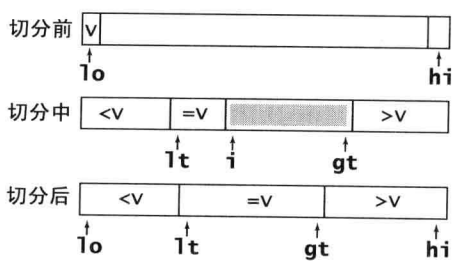 切分前 v
lo hi
切分中 <v =v >v
lt i gt
切分后 <v =v >v
lo lt gt hi